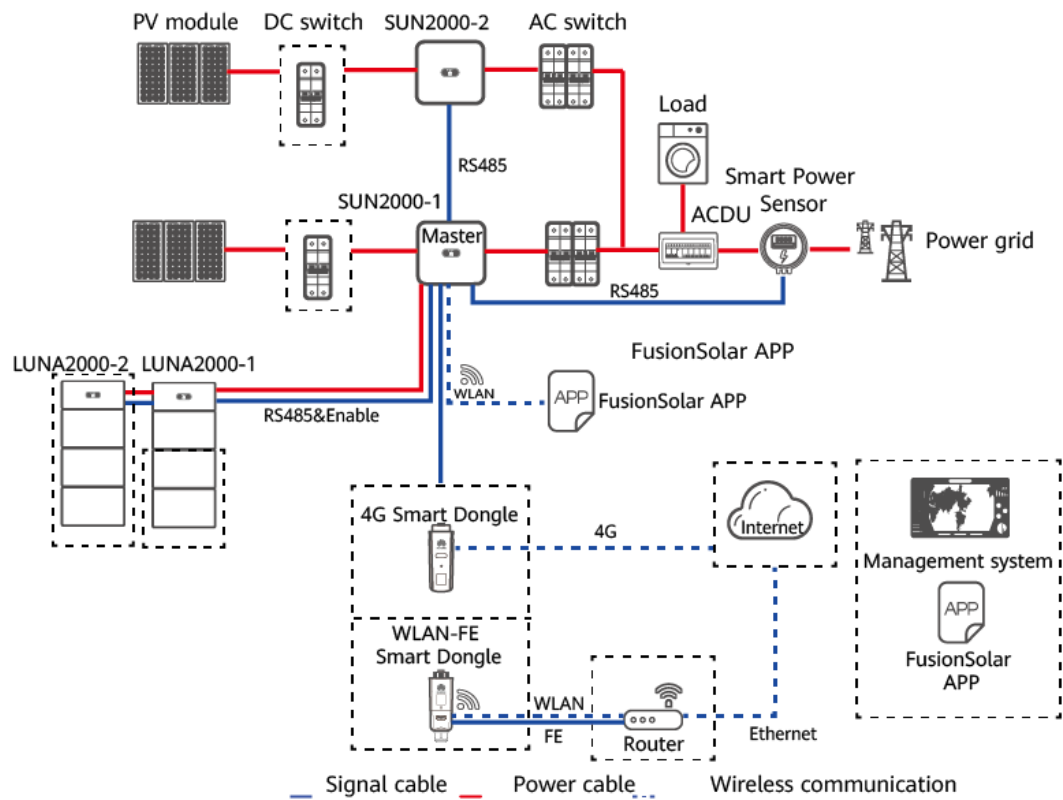 PV module
DC switch
SUN2000-2
AC switch
Load
RS485
SUN2000-1
Smart Power
Sensor
Master
ACDU
Power grid
RS485
FusionSolar APP
LUNA2000-2
LUNA2000-1
WLAN
APP
FusionSolar APP
RS485&Enable
4G Smart Dongle
4G
Internet
Management system
APP
FusionSolar
APP
WLAN-FE
Smart Dongle
WLAN
FE
Router
Ethernet
Signal cable
Power cable
Wireless communication